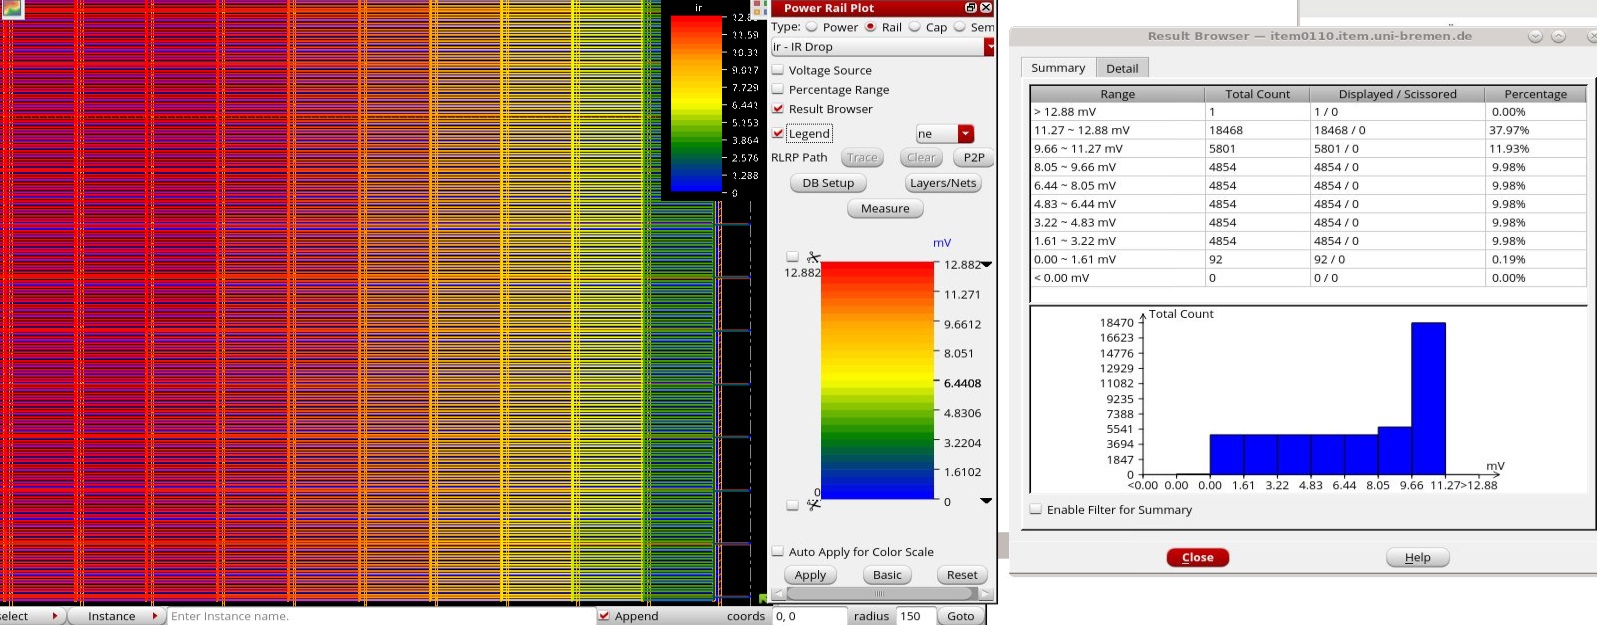 ir
12.8
11.59
10.31
9.017
7.729
6.441
5.153
3.864
2.576
1.288
0
Power Rail Plot
Type: Power Rail Cap Sem
ir - IR Drop
Voltage Source
Percentage Range
Result Browser
Legend ne
RLRP Path Trace Clear P2P
DB Setup Layers/Nets
Measure
mV
12.882
12.882
11.271
9.6612
8.051
6.4408
4.8306
3.2204
1.6102
0
0
Auto Apply for Color Scale
Apply Basic Reset
select Instance Enter Instance name. Append coords 0, 0 radius 150 Goto
Result Browser — item0110.item.uni-bremen.de
Summary Detail
Range Total Count Displayed / Scissored Percentage
> 12.88 mV 1 1 / 0 0.00%
11.27 ~ 12.88 mV 18468 18468 / 0 37.97%
9.66 ~ 11.27 mV 5801 5801 / 0 11.93%
8.05 ~ 9.66 mV 4854 4854 / 0 9.98%
6.44 ~ 8.05 mV 4854 4854 / 0 9.98%
4.83 ~ 6.44 mV 4854 4854 / 0 9.98%
3.22 ~ 4.83 mV 4854 4854 / 0 9.98%
1.61 ~ 3.22 mV 4854 4854 / 0 9.98%
0.00 ~ 1.61 mV 92 92 / 0 0.19%
< 0.00 mV 0 0 / 0 0.00%
Total Count
18470
16623
14776
12929
11082
9235
7388
5541
3694
1847
0
mV
<0.00 0.00 0.00 1.61 3.22 4.83 6.44 8.05 9.66 11.27 >12.88
Enable Filter for Summary
Close Help